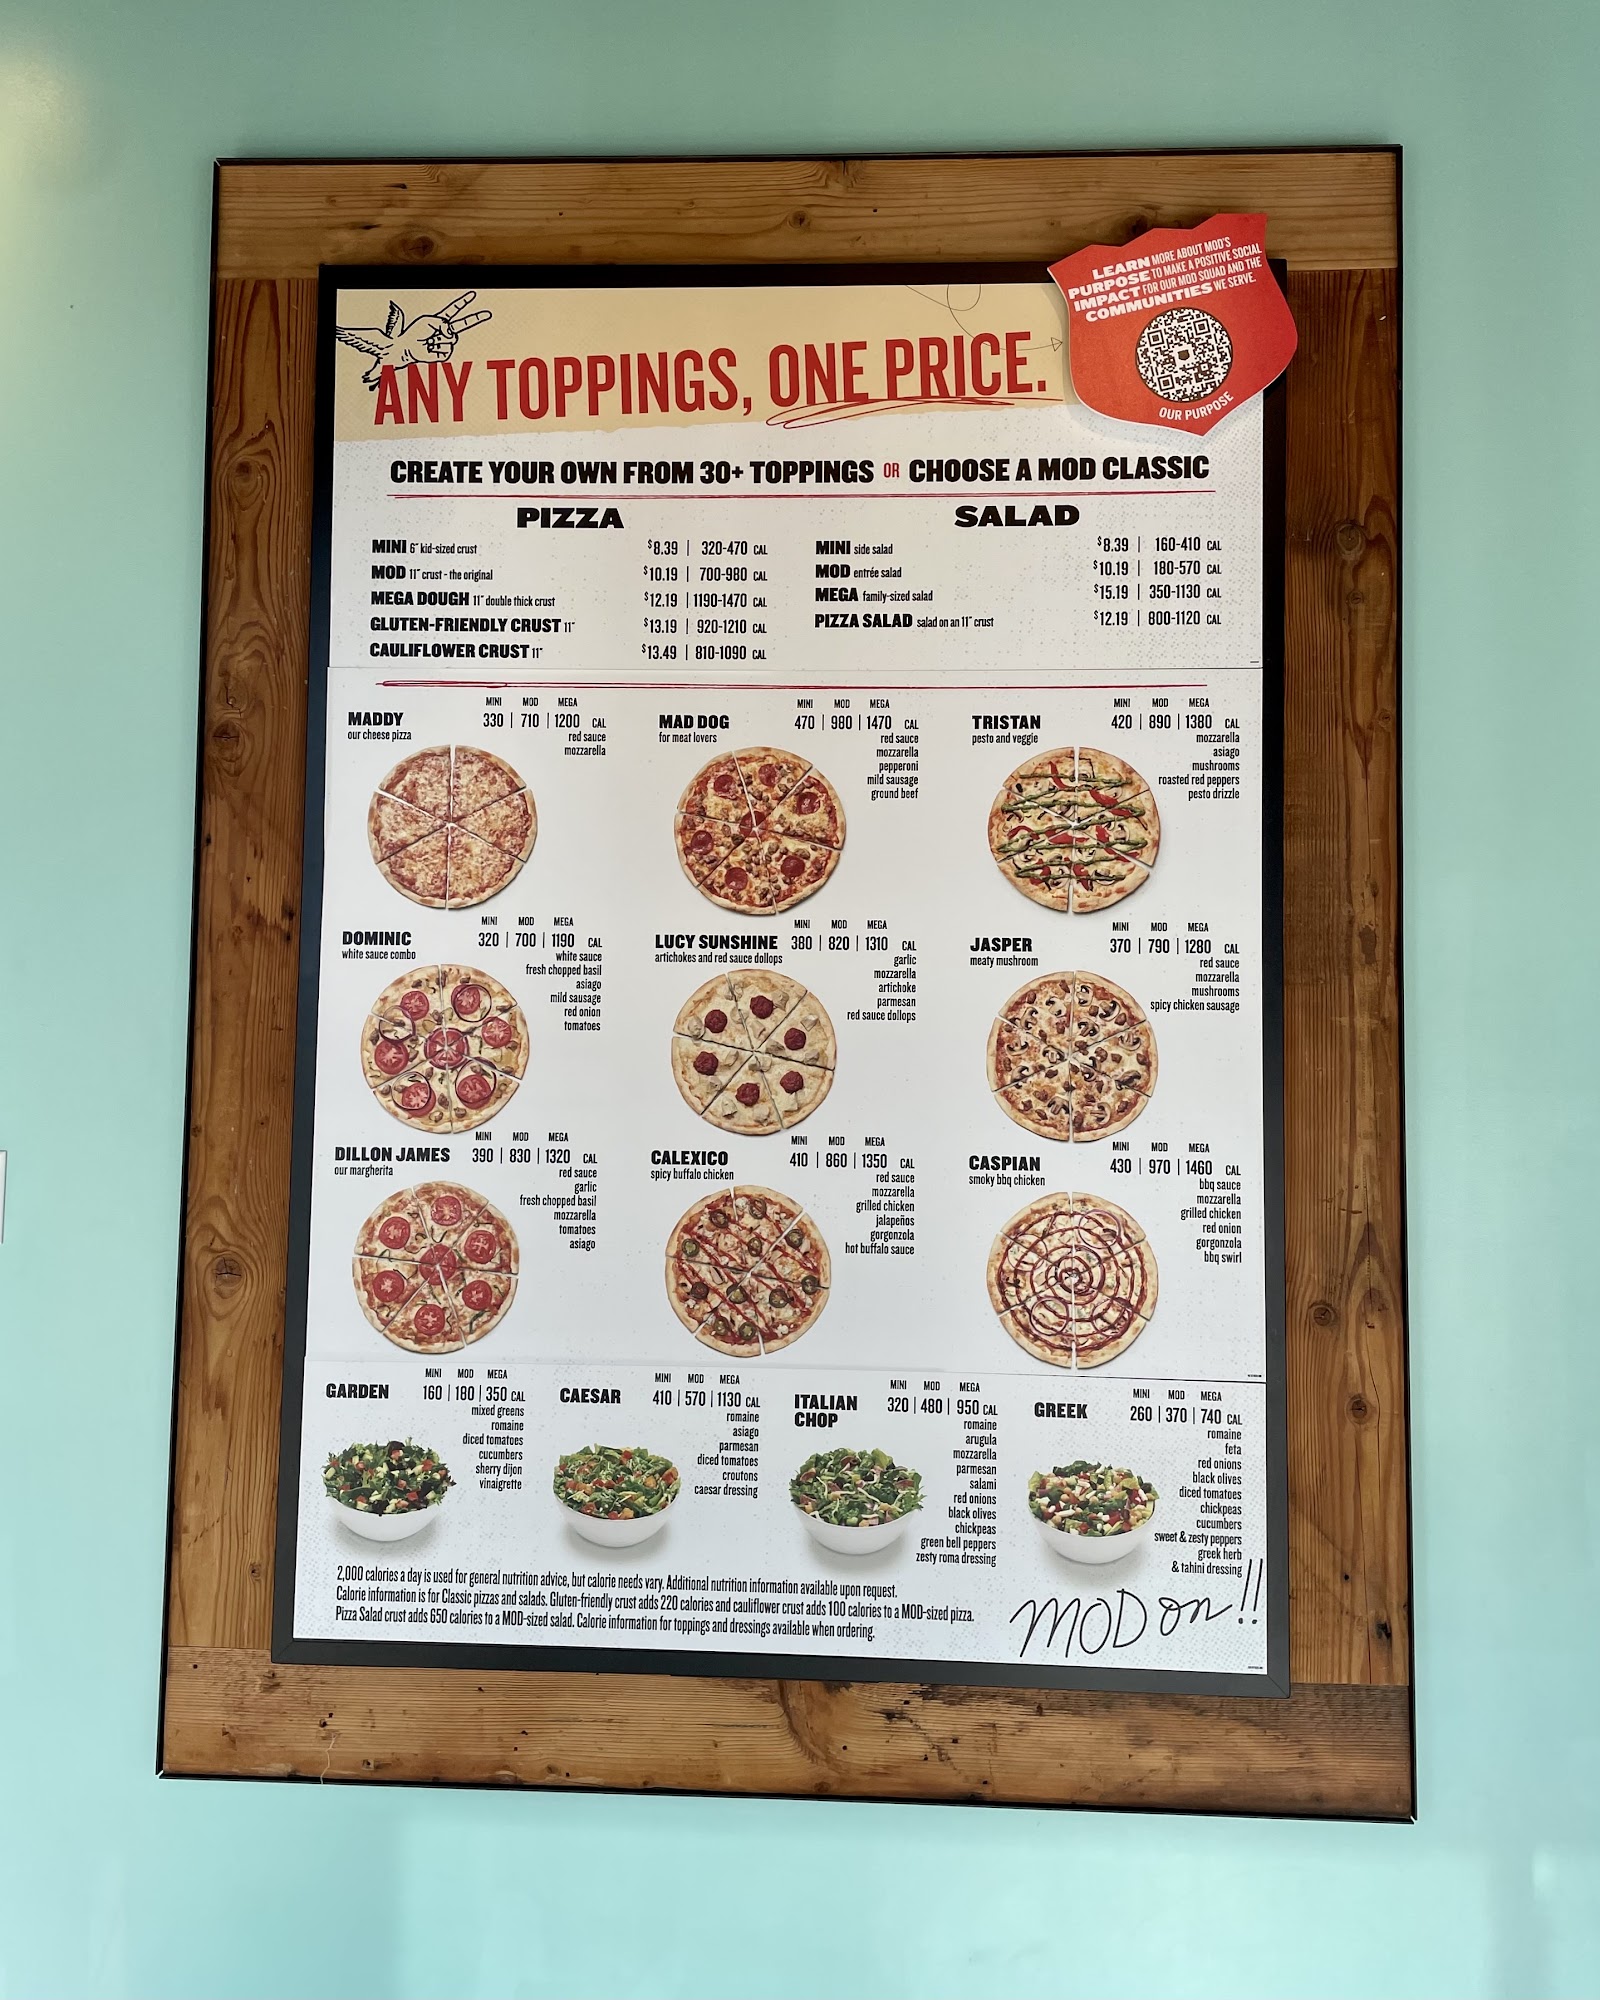 LEARN MORE ABOUT MOD'S
PURPOSE TO MAKE A POSITIVE SOCIAL
IMPACT FOR OUR MOD SQUAD AND THE
COMMUNITIES WE SERVE.
OUR PURPOSE
ANY TOPPINGS, ONE PRICE.
CREATE YOUR OWN FROM 30+ TOPPINGS OR CHOOSE A MOD CLASSIC
PIZZA
MINI 6" kid-sized crust $8.39 | 320-470 CAL
MOD 11" crust - the original $10.19 | 700-980 CAL
MEGA DOUGH 11" double thick crust $12.19 | 1190-1470 CAL
GLUTEN-FRIENDLY CRUST 11" $13.19 | 920-1210 CAL
CAULIFLOWER CRUST 11" $13.49 | 810-1090 CAL
SALAD
MINI side salad $8.39 | 160-410 CAL
MOD entrée salad $10.19 | 180-570 CAL
MEGA family-sized salad $15.19 | 350-1130 CAL
PIZZA SALAD salad on an 11" crust $12.19 | 800-1120 CAL
MINI MOD MEGA
MADDY 330 | 710 | 1200 CAL
our cheese pizza red sauce
mozzarella
MINI MOD MEGA
MAD DOG 470 | 980 | 1470 CAL
for meat lovers red sauce
mozzarella
pepperoni
mild sausage
ground beef
MINI MOD MEGA
TRISTAN 420 | 890 | 1380 CAL
pesto and veggie mozzarella
asiago
mushrooms
roasted red peppers
pesto drizzle
MINI MOD MEGA
DOMINIC 320 | 700 | 1190 CAL
white sauce combo white sauce
fresh chopped basil
asiago
mild sausage
red onion
tomatoes
MINI MOD MEGA
LUCY SUNSHINE 380 | 820 | 1310 CAL
artichokes and red sauce dollops garlic
mozzarella
artichoke
parmesan
red sauce dollops
MINI MOD MEGA
JASPER 370 | 790 | 1280 CAL
meaty mushroom red sauce
mozzarella
mushrooms
spicy chicken sausage
MINI MOD MEGA
DILLON JAMES 390 | 830 | 1320 CAL
our margherita red sauce
garlic
fresh chopped basil
mozzarella
tomatoes
asiago
MINI MOD MEGA
CALEXICO 410 | 860 | 1350 CAL
spicy buffalo chicken red sauce
mozzarella
grilled chicken
jalapeños
gorgonzola
hot buffalo sauce
MINI MOD MEGA
CASPIAN 430 | 970 | 1460 CAL
smoky bbq chicken bbq sauce
mozzarella
grilled chicken
red onion
gorgonzola
bbq swirl
MINI MOD MEGA
GARDEN 160 | 180 | 350 CAL
mixed greens
romaine
diced tomatoes
cucumbers
sherry dijon
vinaigrette
MINI MOD MEGA
CAESAR 410 | 570 | 1130 CAL
romaine
asiago
parmesan
diced tomatoes
croutons
caesar dressing
MINI MOD MEGA
ITALIAN 320 | 480 | 950 CAL
CHOP romaine
arugula
mozzarella
parmesan
salami
red onions
black olives
chickpeas
green bell peppers
zesty roma dressing
MINI MOD MEGA
GREEK 260 | 370 | 740 CAL
romaine
feta
red onions
black olives
diced tomatoes
chickpeas
cucumbers
sweet & zesty peppers
greek herb
& tahini dressing
2,000 calories a day is used for general nutrition advice, but calorie needs vary. Additional nutrition information available upon request.
Calorie information is for Classic pizzas and salads. Gluten-friendly crust adds 220 calories and cauliflower crust adds 100 calories to a MOD-sized pizza.
Pizza Salad crust adds 650 calories to a MOD-sized salad. Calorie information for toppings and dressings available when ordering.
MOD on!!